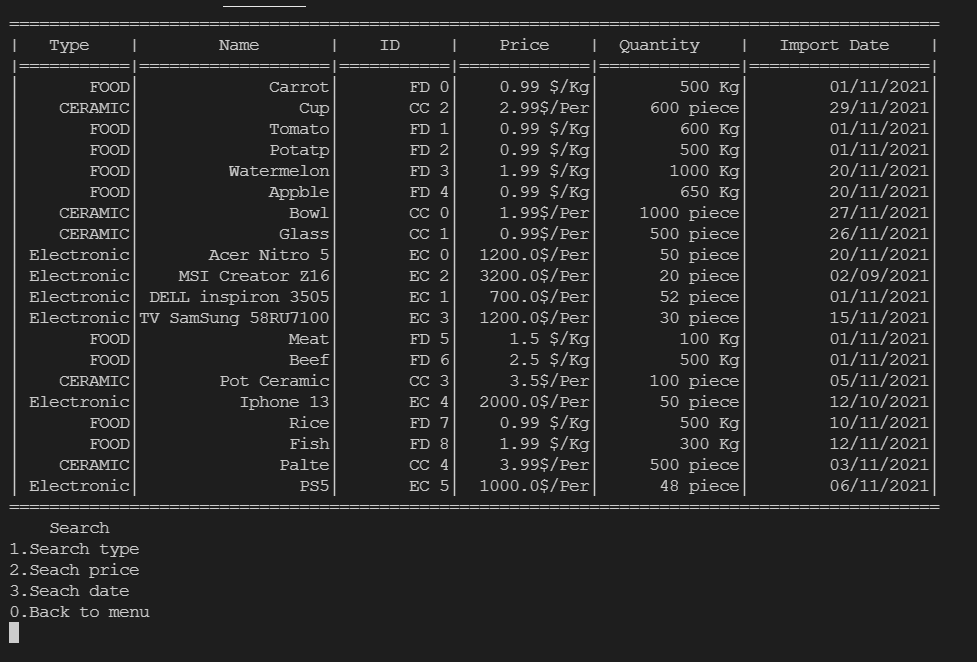 | Type | Name | ID | Price | Quantity | Import Date |
| FOOD| Carrot| FD 0| 0.99 $/Kg| 500 Kg| 01/11/2021|
| CERAMIC| Cup| CC 2| 2.99$/Per| 600 piece| 29/11/2021|
| FOOD| Tomato| FD 1| 0.99 $/Kg| 600 Kg| 01/11/2021|
| FOOD| Potatp| FD 2| 0.99 $/Kg| 500 Kg| 01/11/2021|
| FOOD| Watermelon| FD 3| 1.99 $/Kg| 1000 Kg| 20/11/2021|
| FOOD| Appble| FD 4| 0.99 $/Kg| 650 Kg| 20/11/2021|
| CERAMIC| Bowl| CC 0| 1.99$/Per| 1000 piece| 27/11/2021|
| CERAMIC| Glass| CC 1| 0.99$/Per| 500 piece| 26/11/2021|
| Electronic| Acer Nitro 5| EC 0| 1200.0$/Per| 50 piece| 20/11/2021|
| Electronic| MSI Creator Z16| EC 2| 3200.0$/Per| 20 piece| 02/09/2021|
| Electronic| DELL inspiron 3505| EC 1| 700.0$/Per| 52 piece| 01/11/2021|
| Electronic|TV SamSung 58RU7100| EC 3| 1200.0$/Per| 30 piece| 15/11/2021|
| FOOD| Meat| FD 5| 1.5 $/Kg| 100 Kg| 01/11/2021|
| FOOD| Beef| FD 6| 2.5 $/Kg| 500 Kg| 01/11/2021|
| CERAMIC| Pot Ceramic| CC 3| 3.5$/Per| 100 piece| 05/11/2021|
| Electronic| Iphone 13| EC 4| 2000.0$/Per| 50 piece| 12/10/2021|
| FOOD| Rice| FD 7| 0.99 $/Kg| 500 Kg| 10/11/2021|
| FOOD| Fish| FD 8| 1.99 $/Kg| 300 Kg| 12/11/2021|
| CERAMIC| Palte| CC 4| 3.99$/Per| 500 piece| 03/11/2021|
| Electronic| PS5| EC 5| 1000.0$/Per| 48 piece| 06/11/2021|
Search
1.Search type
2.Seach price
3.Seach date
0.Back to menu